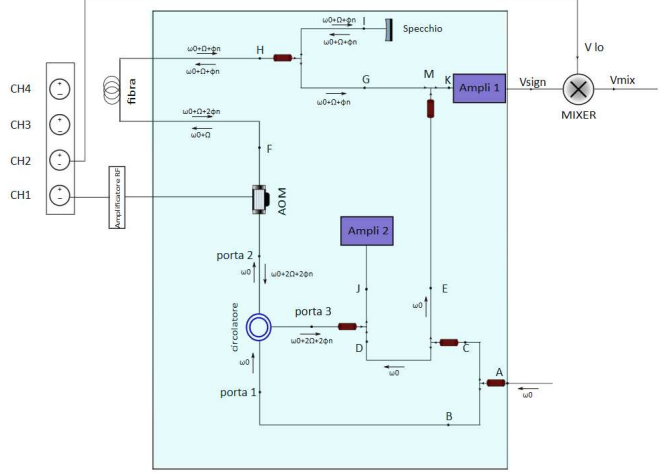 ω0+Ω+ϕn
I
ω0+Ω+ϕn
Specchio
V lo
ω0+Ω+ϕn
H
ω0+Ω+ϕn
CH4
G
M
K
Ampli 1
Vsign
Vmix
fibra
ω0+Ω+ϕn
MIXER
CH3
ω0+Ω+2ϕn
ω0+Ω
CH2
F
CH1
Amplificatore RF
AOM
Ampli 2
porta 2
ω0
ω0+2Ω+2ϕn
J
E
ω0
porta 3
circolatore
ω0+2Ω+2ϕn
D
C
ω0
ω0
A
ω0
porta 1
B